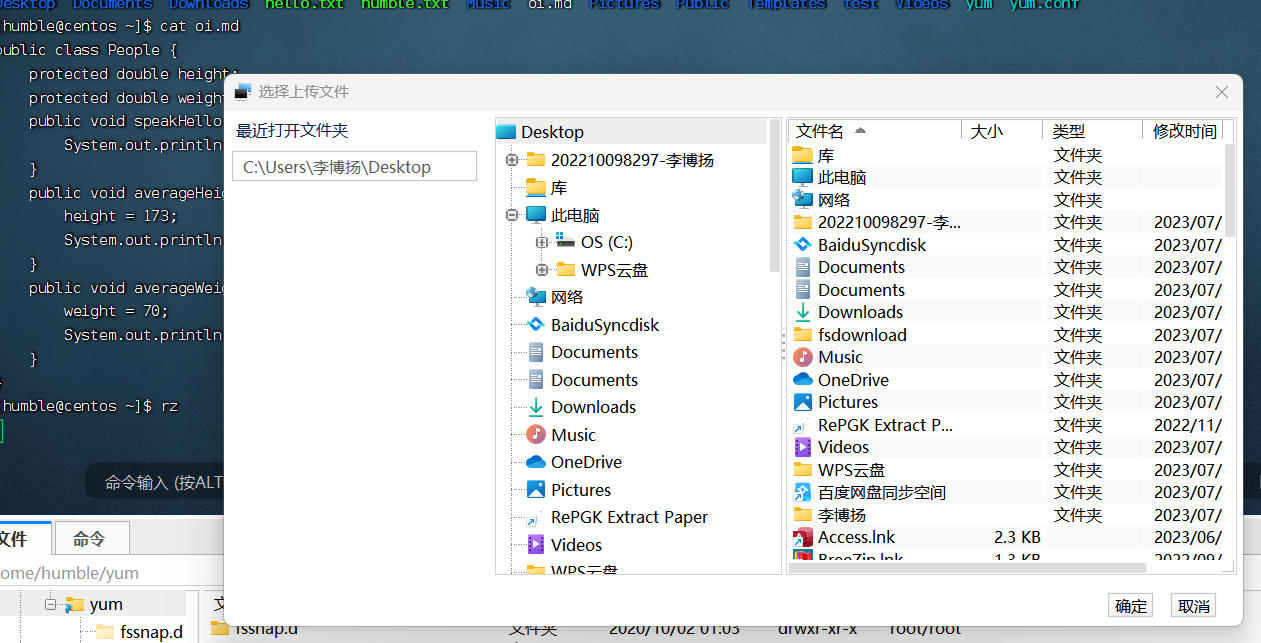 Desktop Documents Downloads hello.txt humble.txt Music oi.md Pictures Public Templates test Videos yum yum.conf
humble@centos ~]$ cat oi.md
public class People {
protected double height;
protected double weight
public void speakHello
System.out.println
}
public void averageHei
height = 173;
System.out.println
}
public void averageWei
weight = 70;
System.out.println
}
humble@centos ~]$ rz
命令输入 (按ALT
文件 命令
ome/humble/yum
yum
fssnap.d
选择上传文件
最近打开文件夹
C:\Users\李博扬\Desktop
Desktop
202210098297-李博扬
库
此电脑
OS (C:)
WPS云盘
网络
BaiduSyncdisk
Documents
Documents
Downloads
Music
OneDrive
Pictures
RePGK Extract Paper
Videos
WPS云盘
文件名 大小 类型 修改时间
库 文件夹
此电脑 文件夹
网络 文件夹
202210098297-李... 文件夹 2023/07/
BaiduSyncdisk 文件夹 2023/07/
Documents 文件夹 2023/07/
Documents 文件夹 2023/07/
Downloads 文件夹 2023/07/
fsdownload 文件夹 2023/07/
Music 文件夹 2023/07/
OneDrive 文件夹 2023/07/
Pictures 文件夹 2023/07/
RePGK Extract P... 文件夹 2022/11/
Videos 文件夹 2023/07/
WPS云盘 文件夹 2023/07/
百度网盘同步空间 文件夹 2023/07/
李博扬 文件夹 2023/07/
Access.lnk 2.3 KB 2023/06/
BreeZip.lnk 1.3 KB 2022/09/
确定 取消
fssnap.d 文件夹 2020/10/02 01:03 drwxr-xr-x root/root